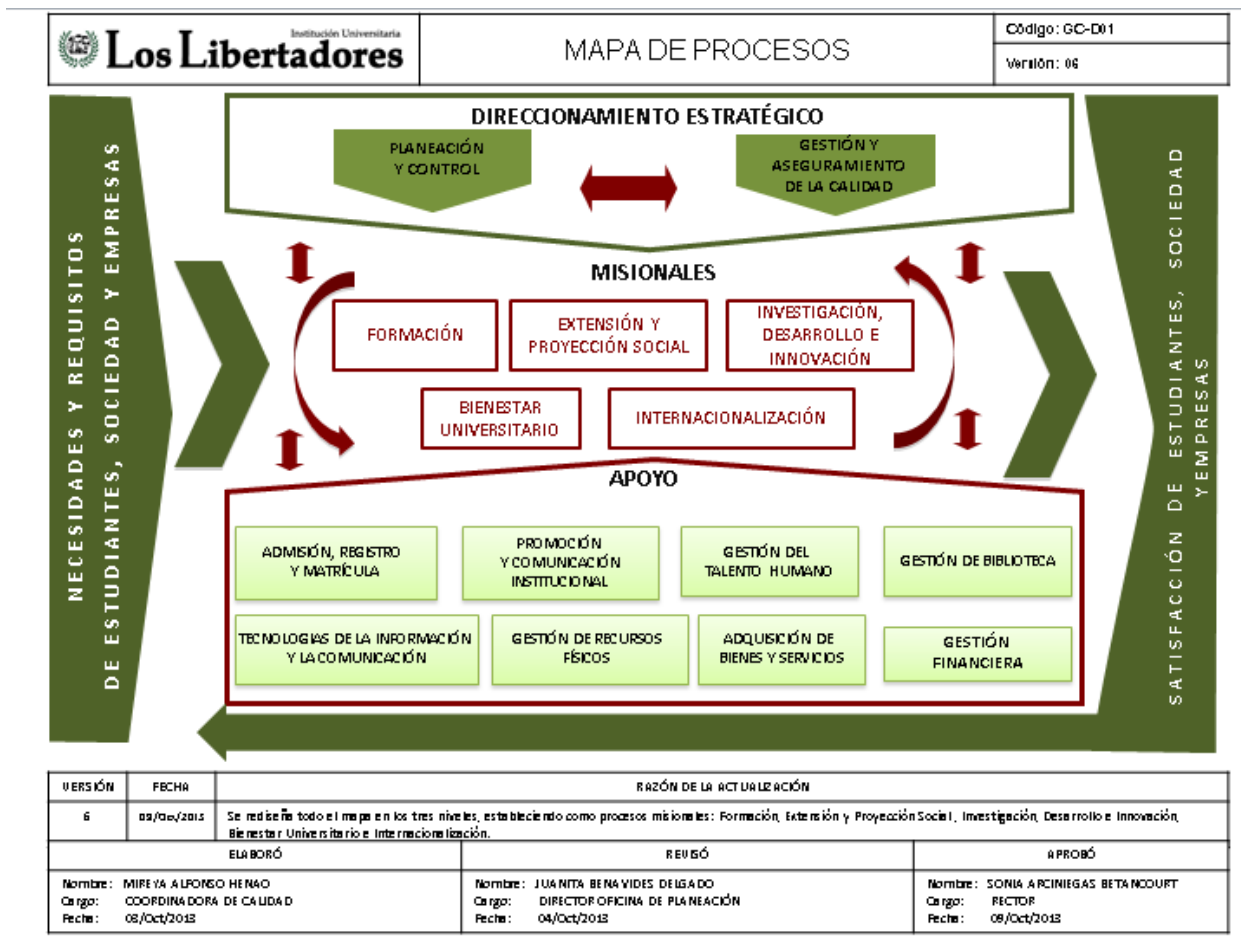 Institución Universitaria
Los Libertadores
MAPA DE PROCESOS
Código: GC-D01
Versión: 06
NECESIDADES Y REQUISITOS
DE ESTUDIANTES, SOCIEDAD Y EMPRESAS
DIRECCIONAMIENTO ESTRATÉGICO
PLANEACIÓN
Y CONTROL
GESTIÓN Y
ASEGURAMIENTO
DE LA CALIDAD
MISIONALES
FORMACIÓN
EXTENSIÓN Y
PROYECCIÓN SOCIAL
INVESTIGACIÓN,
DESARROLLO E
INNOVACIÓN
BIENESTAR
UNIVERSITARIO
INTERNACIONALIZACIÓN
APOYO
ADMISIÓN, REGISTRO
Y MATRÍCULA
PROMOCIÓN
Y COMUNICACIÓN
INSTITUCIONAL
GESTIÓN DEL
TALENTO HUMANO
GESTIÓN DE BIBLIOTECA
TECNOLOGIAS DE LA INFORMACIÓN
Y LA COMUNICACIÓN
GESTIÓN DE RECURSOS
FÍSICOS
ADQUISICIÓN DE
BIENES Y SERVICIOS
GESTIÓN
FINANCIERA
SATISFACCIÓN DE ESTUDIANTES, SOCIEDAD
Y EMPRESAS
VERSIÓN FECHA RAZÓN DE LA ACTUALIZACIÓN
6 Se rediseña todo el mapa en los tres niveles, estableciendo como procesos misionales: Formación, Extensión y Proyección Social, Investigación, Desarrollo e Innovación,
Bienestar Universitario e Internacionalización.
ELABORÓ REVISÓ APROBÓ
Nombre: MIREYA ALFONSO HENAO Nombre: JUANITA BENAVIDES DELGADO Nombre: SONIA ARCINIEGAS BETANCOURT
Cargo: COORDINADORA DE CALIDAD Cargo: DIRECTOR OFICINA DE PLANEACIÓN Cargo: RECTOR
Fecha: 03/Oct/2013 Fecha: 04/Oct/2013 Fecha: 09/Oct/2013